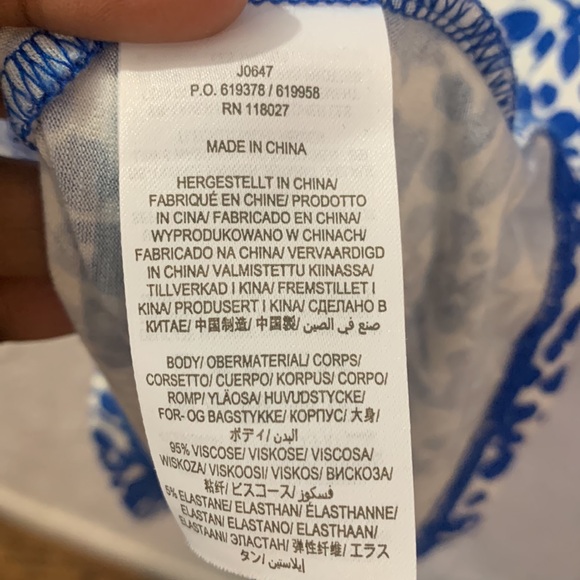 J0647
P.O. 619378 / 619958
RN 118027
MADE IN CHINA
HERGESTELLT IN CHINA/
FABRIQUÉ EN CHINE/ PRODOTTO
IN CINA/ FABRICADO EN CHINA/
WYPRODUKOWANO W CHINACH/
FABRICADO NA CHINA/ VERVAARDIGD
IN CHINA/ VALMISTETTU KIINASSA/
TILLVERKAD I KINA/ FREMSTILLET I
KINA/ PRODUSERT I KINA/ СДЕЛАНО В
КИТАЕ/ 中国制造/ 中国製/ صنع في الصين
BODY/ OBERMATERIAL/ CORPS/
CORSETTO/ CUERPO/ KORPUS/ CORPO/
ROMP/ YLÄOSA/ HUVUDSTYCKE/
FOR- OG BAGSTYKKE/ КОРПУС/ 大身/
ボディ/ البدن
95% VISCOSE/ VISKOSE/ VISCOSA/
WISKOZA/ VISKOOSI/ VISKOS/ ВИСКОЗА/
粘纤/ ビスコース/ فسكوز
5% ELASTANE/ ELASTHAN/ ÉLASTHANNE/
ELASTAN/ ELASTANO/ ELASTHAAN/
ELASTAANI/ ЭЛАСТАН/ 弹性纤维/ エラス
タン/ إيلاستين